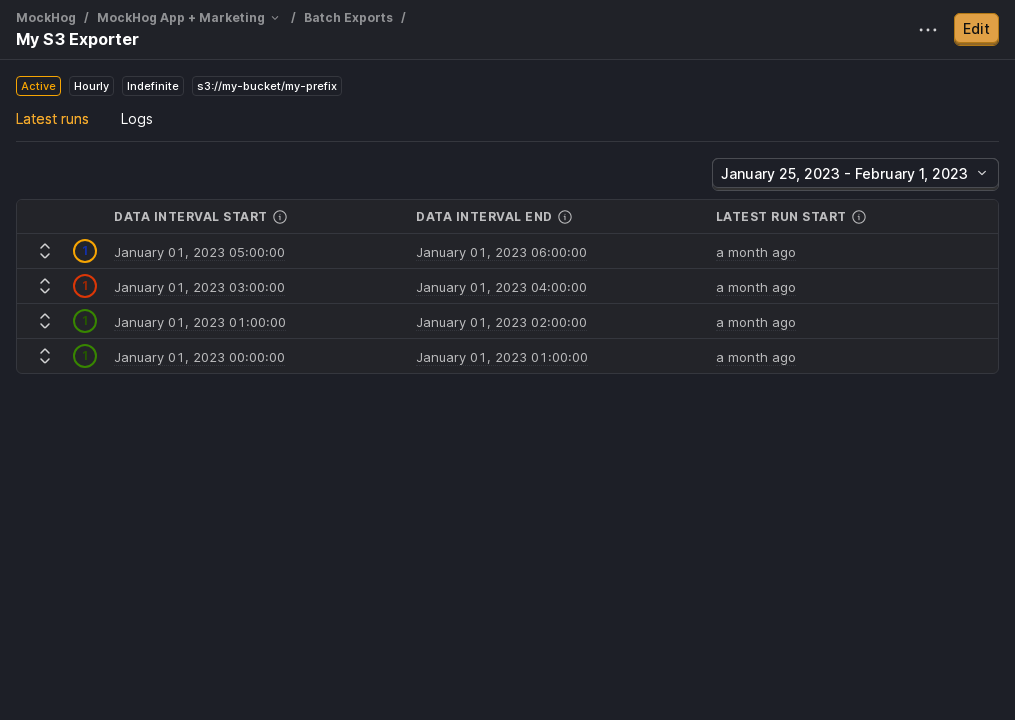 MockHog / MockHog App + Marketing / Batch Exports /
My S3 Exporter
Edit
Active Hourly Indefinite s3://my-bucket/my-prefix
Latest runs Logs
January 25, 2023 - February 1, 2023
DATA INTERVAL START DATA INTERVAL END LATEST RUN START
1 January 01, 2023 05:00:00 January 01, 2023 06:00:00 a month ago
1 January 01, 2023 03:00:00 January 01, 2023 04:00:00 a month ago
1 January 01, 2023 01:00:00 January 01, 2023 02:00:00 a month ago
1 January 01, 2023 00:00:00 January 01, 2023 01:00:00 a month ago